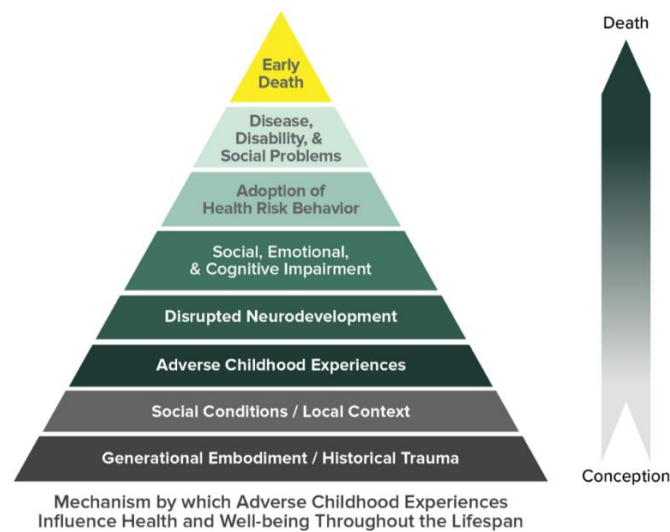 Death
Early
Death
Disease,
Disability, &
Social Problems
Adoption of
Health Risk Behavior
Social, Emotional,
& Cognitive Impairment
Disrupted Neurodevelopment
Adverse Childhood Experiences
Social Conditions / Local Context
Generational Embodiment / Historical Trauma
Conception
Mechanism by which Adverse Childhood Experiences
Influence Health and Well-being Throughout the Lifespan